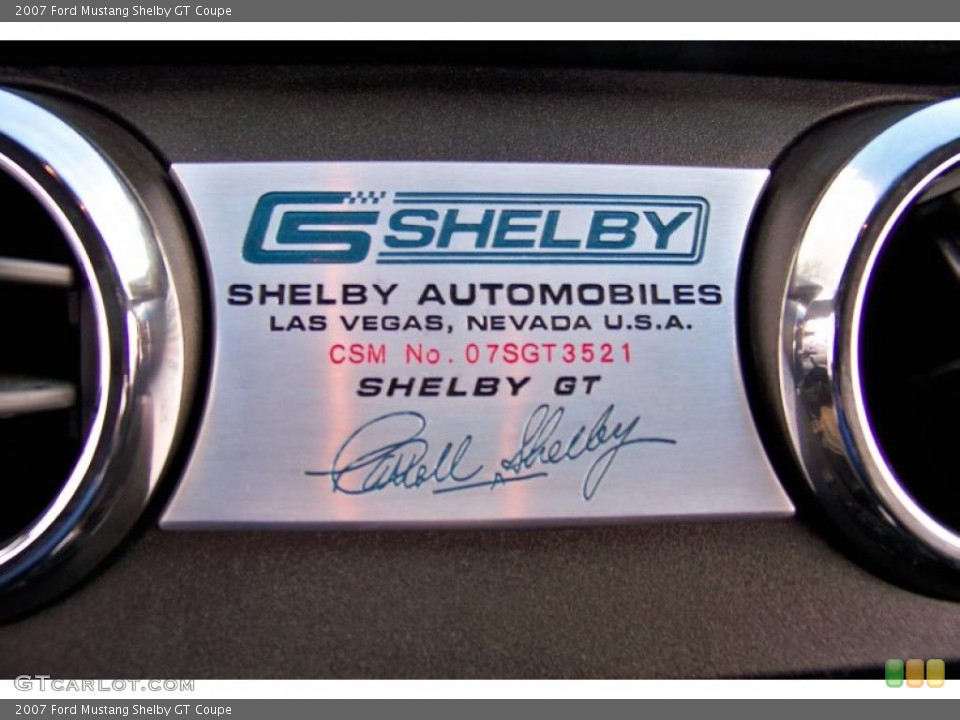 2007 Ford Mustang Shelby GT Coupe
CS SHELBY
SHELBY AUTOMOBILES
LAS VEGAS, NEVADA U.S.A.
CSM No. 07SGT3521
SHELBY GT
Carroll Shelby
GTCARLOT.COM
2007 Ford Mustang Shelby GT Coupe